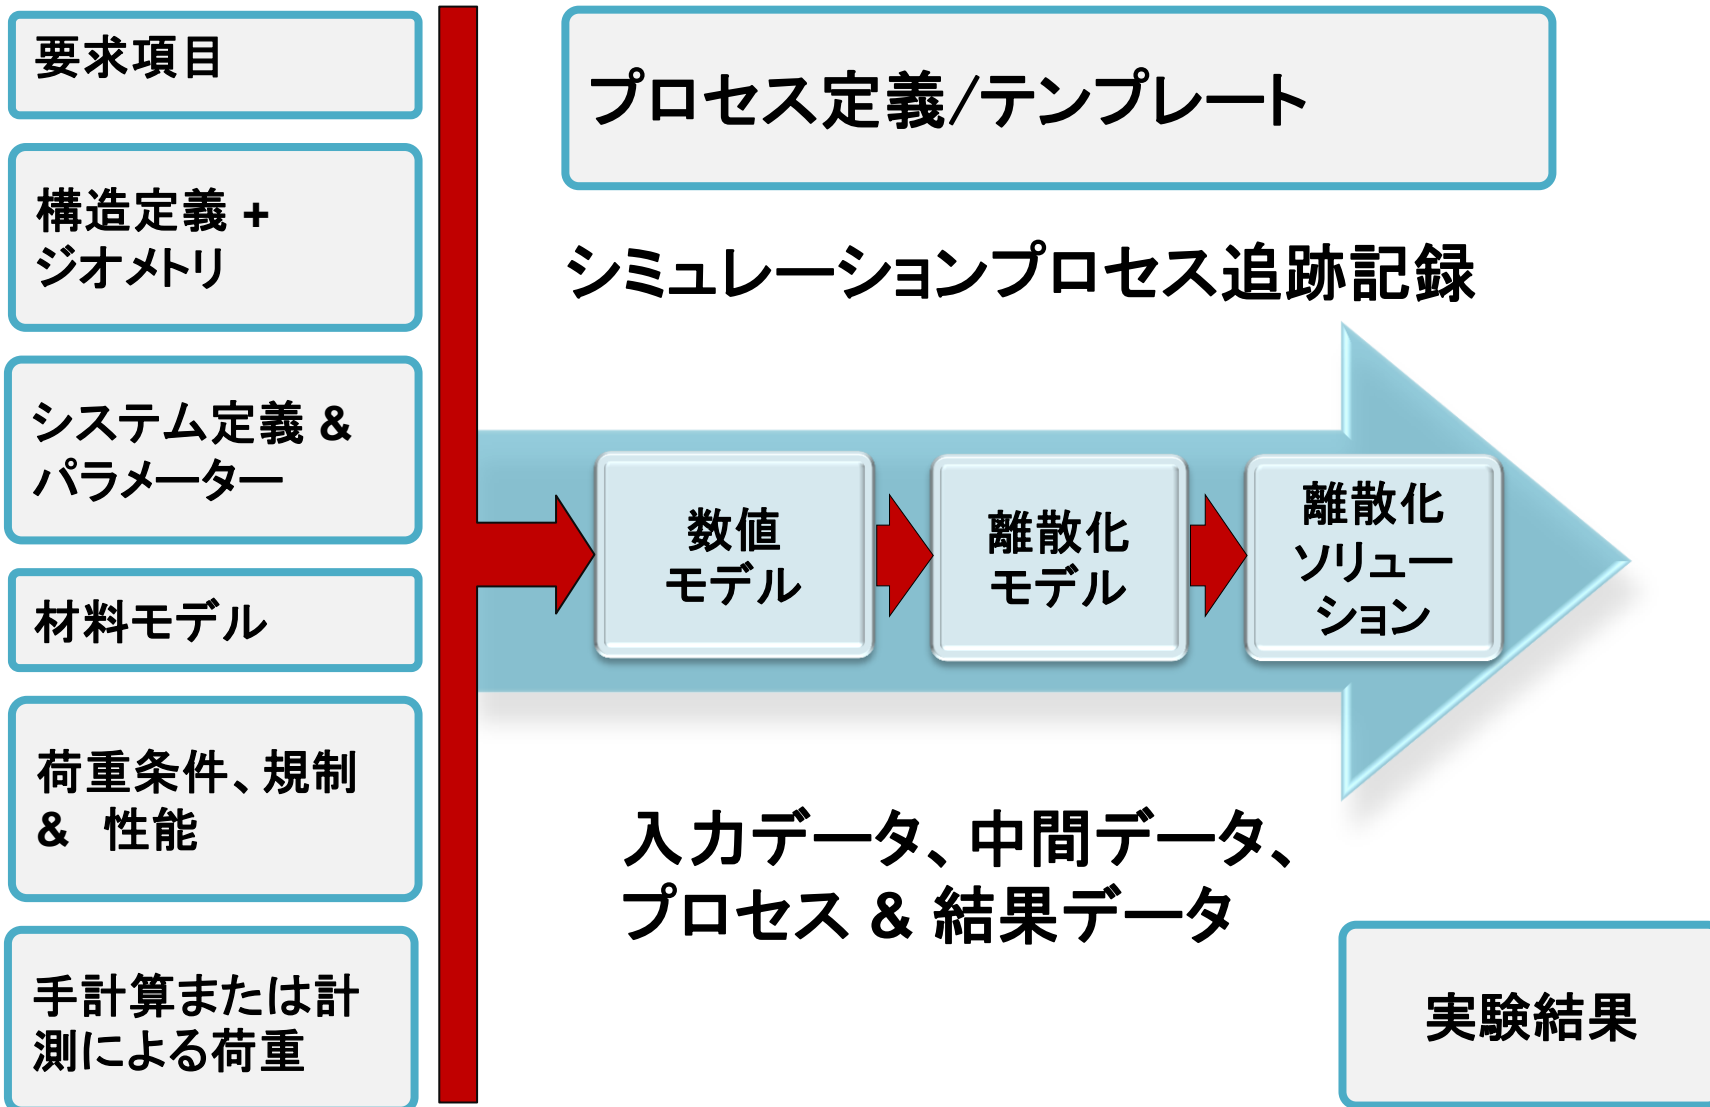 要求項目
構造定義 +
ジオメトリ
システム定義 &
パラメーター
材料モデル
荷重条件、規制
& 性能
手計算または計
測による荷重
プロセス定義/テンプレート
シミュレーションプロセス追跡記録
数値
モデル
離散化
モデル
離散化
ソリュー
ション
入力データ、中間データ、
プロセス & 結果データ
実験結果